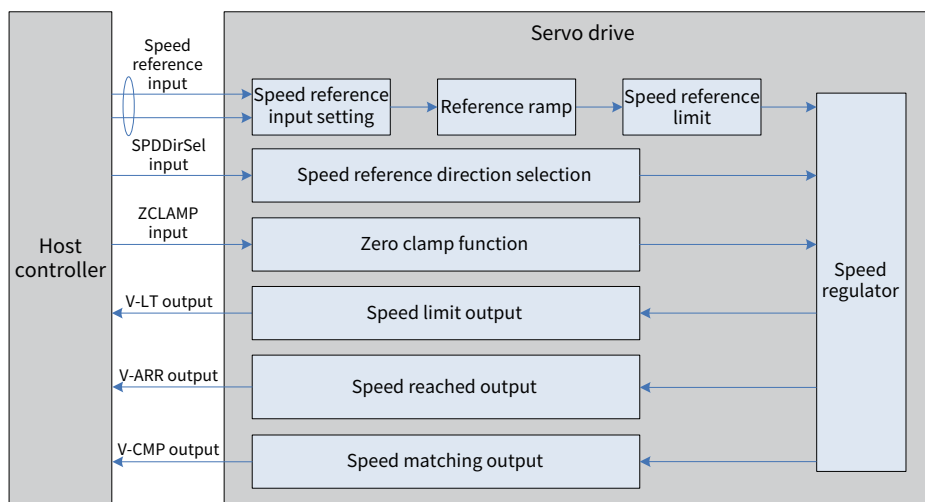 Servo drive
Speed
reference
input
Speed reference
input setting
Reference ramp
Speed reference
limit
SPDDirSel
input
Speed reference direction selection
ZCLAMP
input
Zero clamp function
Host
controller
Speed
regulator
V-LT output
Speed limit output
V-ARR output
Speed reached output
V-CMP output
Speed matching output